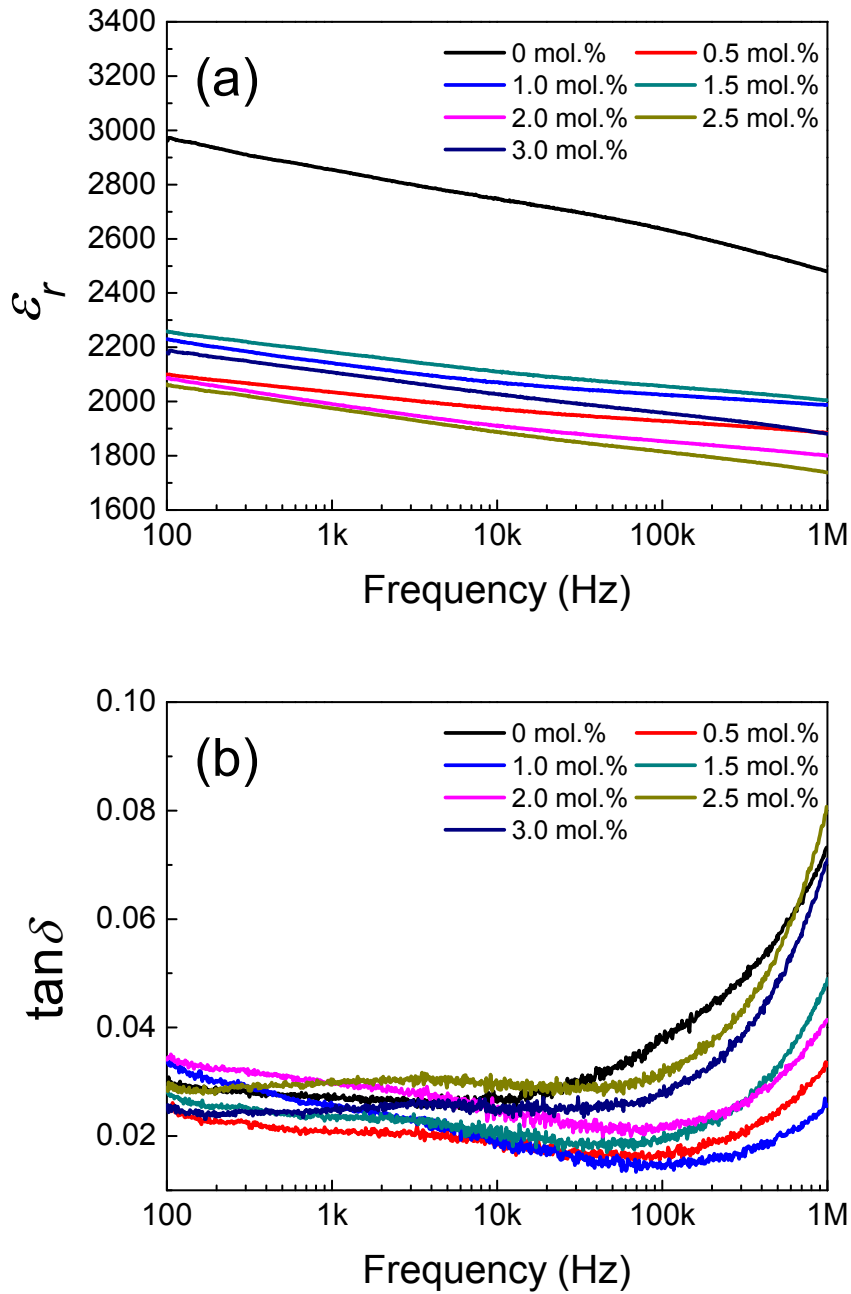 (a)
0 mol.% 0.5 mol.%
1.0 mol.% 1.5 mol.%
2.0 mol.% 2.5 mol.%
3.0 mol.%
3400
3200
3000
2800
2600
2400
2200
2000
1800
1600
εr
100 1k 10k 100k 1M
Frequency (Hz)
(b)
0 mol.% 0.5 mol.%
1.0 mol.% 1.5 mol.%
2.0 mol.% 2.5 mol.%
3.0 mol.%
0.10
0.08
0.06
0.04
0.02
tanδ
100 1k 10k 100k 1M
Frequency (Hz)